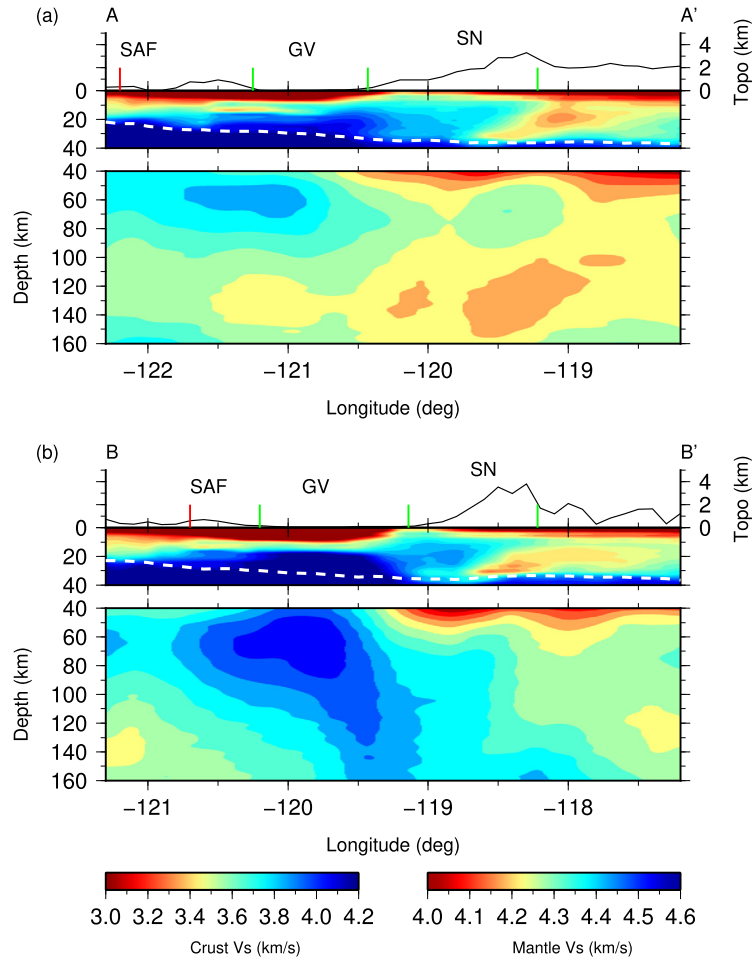 (a) A A'
SAF GV SN
4
2
0
Topo (km)
0
20
40
40
60
80
100
120
140
160
Depth (km)
−122 −121 −120 −119
Longitude (deg)
(b) B B'
SAF GV SN
4
2
0
Topo (km)
0
20
40
40
60
80
100
120
140
160
Depth (km)
−121 −120 −119 −118
Longitude (deg)
3.0 3.2 3.4 3.6 3.8 4.0 4.2
Crust Vs (km/s)
4.0 4.1 4.2 4.3 4.4 4.5 4.6
Mantle Vs (km/s)